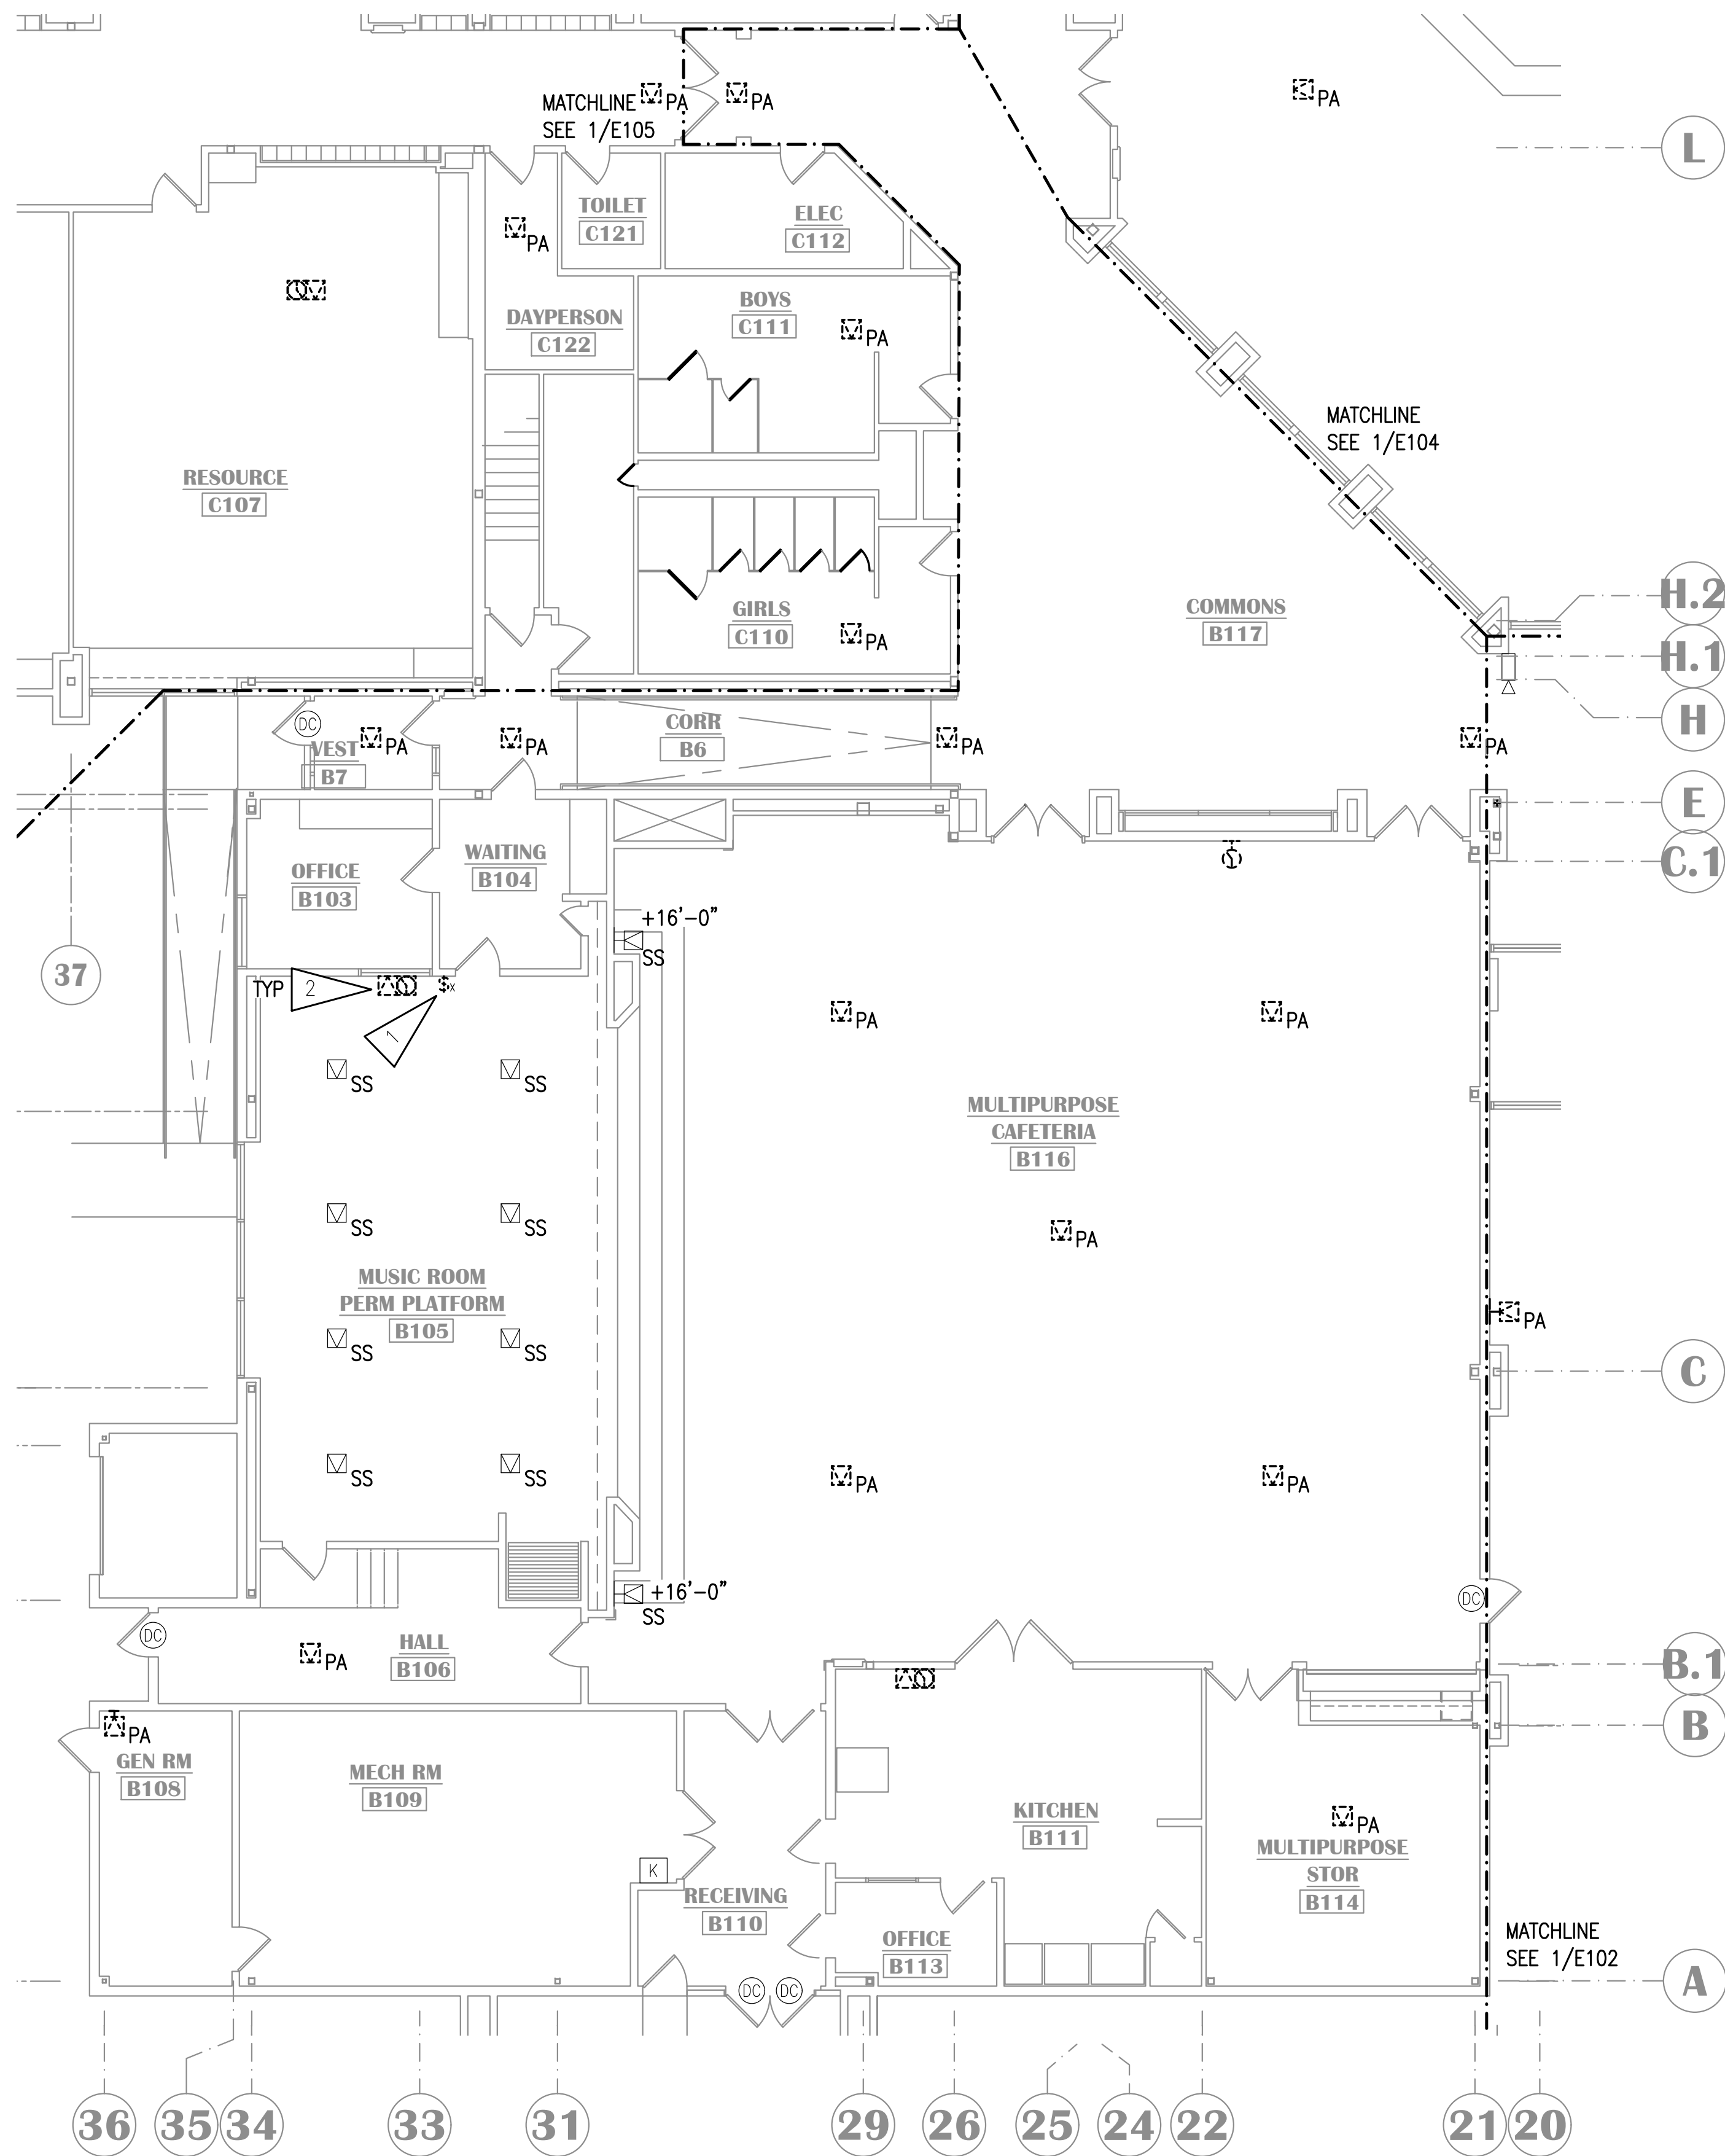 MATCHLINE
SEE 1/E105
PA
PA
PA
L
TOILET
C121
ELEC
C112
PA
BOYS
C111
PA
DAYPERSON
C122
MATCHLINE
SEE 1/E104
RESOURCE
C107
GIRLS
C110
PA
COMMONS
B117
H.2
H.1
H
DC
VEST
B7
PA
PA
CORR
B6
PA
PA
E
C.1
OFFICE
B103
WAITING
B104
+16'-0"
SS
37
TYP
2
$x
1
PA
PA
SS
SS
MULTIPURPOSE
CAFETERIA
B116
SS
SS
PA
MUSIC ROOM
PERM PLATFORM
B105
PA
SS
SS
C
SS
SS
PA
PA
+16'-0"
SS
DC
DC
HALL
B106
PA
B.1
PA
B
GEN RM
B108
MECH RM
B109
KITCHEN
B111
PA
MULTIPURPOSE
STOR
B114
K
RECEIVING
B110
OFFICE
B113
MATCHLINE
SEE 1/E102
A
DC
DC
36
35
34
33
31
29
26
25
24
22
21
20